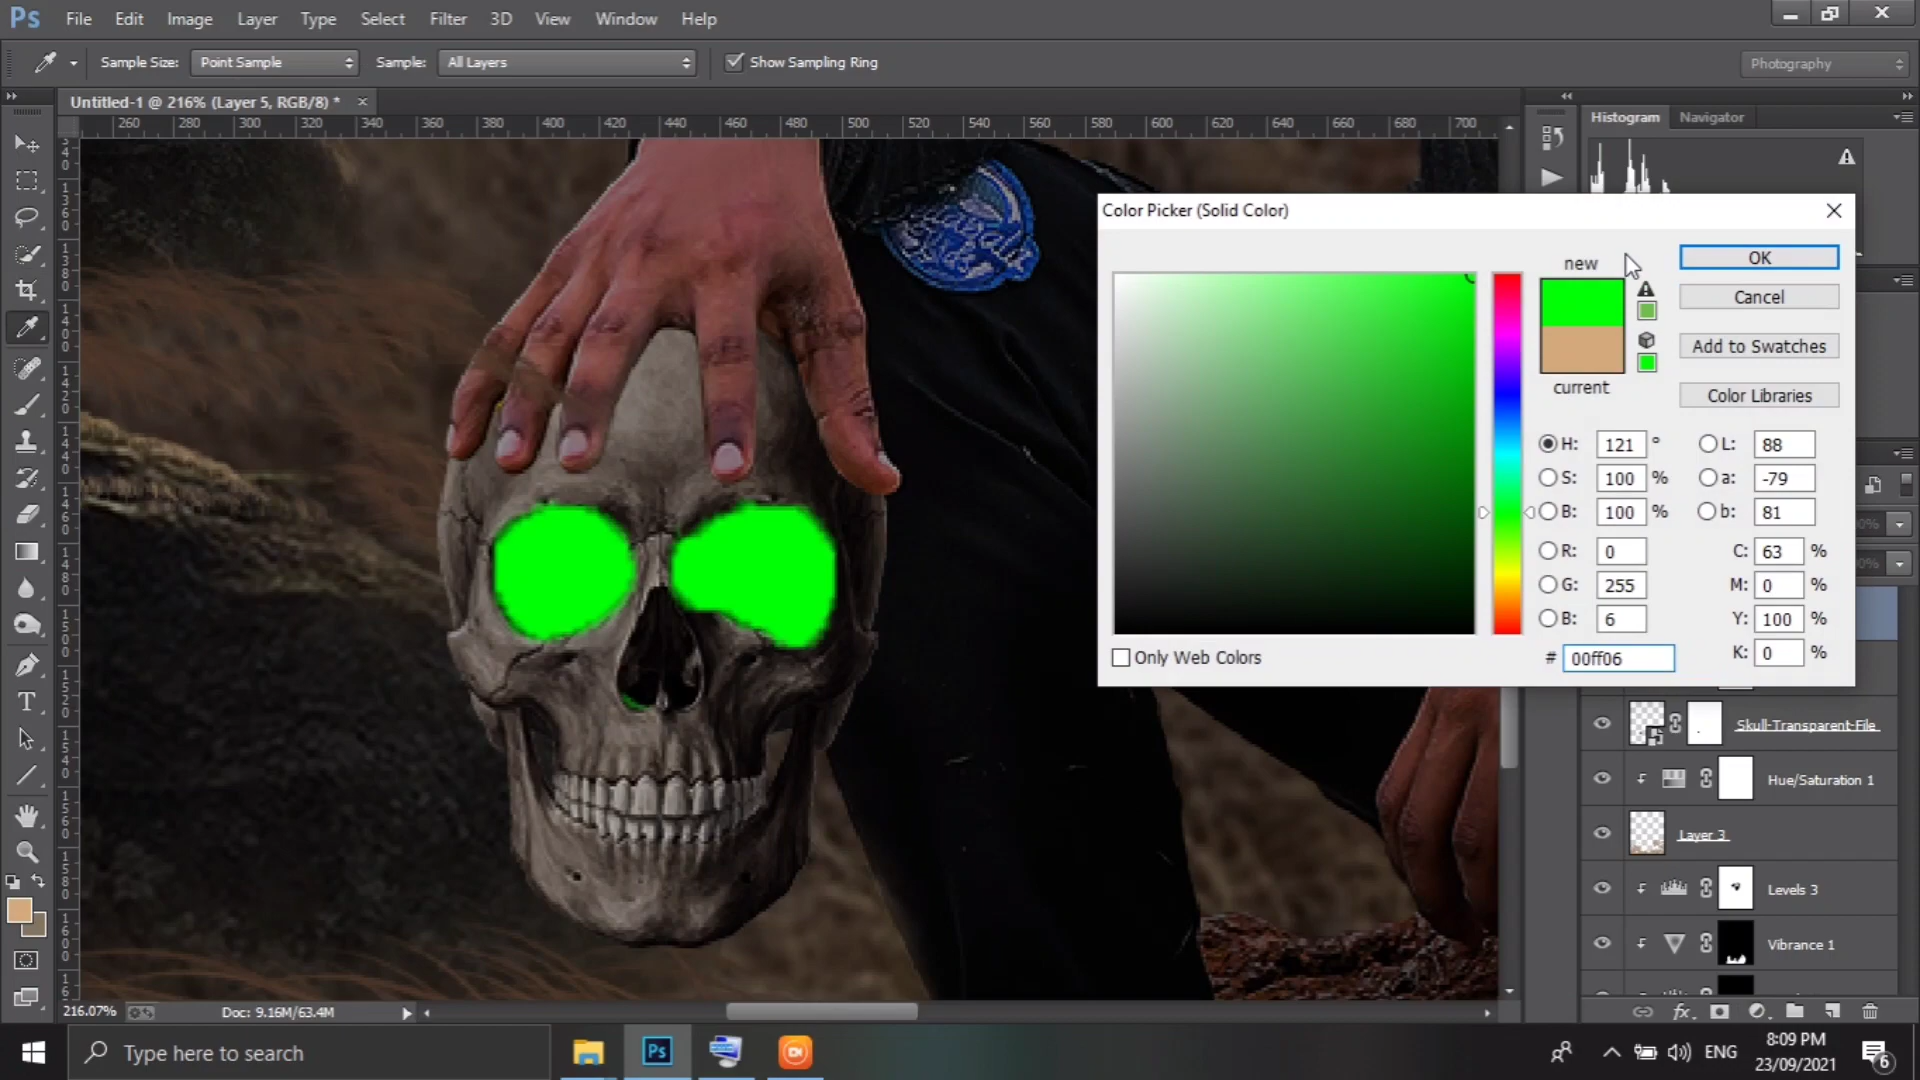 Ps File Edit Image Layer Type Select Filter 3D View Window Help
Sample Size: Point Sample Sample: All Layers Show Sampling Ring Photography
Untitled-1 @ 216% (Layer 5, RGB/8) * ×
Histogram Navigator
260 280 300 320 340 360 380 400 420 440 460 480 500 520 540 560 580 600 620 640 660 680 700
Color Picker (Solid Color)
new
OK
Cancel
Add to Swatches
current
Color Libraries
H: 121 ° L: 88
S: 100 % a: -79
B: 100 % b: 81
R: 0 C: 63 %
G: 255 M: 0 %
B: 6 Y: 100 %
# 00ff06 K: 0 %
Only Web Colors
Skull-Transparent-File
Hue/Saturation 1
Layer 3
Levels 3
Vibrance 1
T
216.07% Doc: 9.16M/63.4M
Type here to search
Ps
ENG
8:09 PM
23/09/2021
6